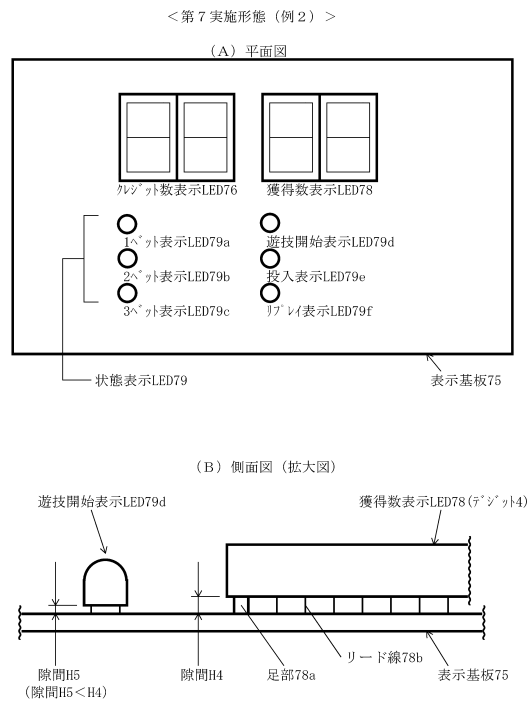 ＜第７実施形態（例２）＞
（A）平面図
ｸﾚｼﾞｯﾄ数表示LED76
獲得数表示LED78
1ﾍﾞｯﾄ表示LED79a
遊技開始表示LED79d
2ﾍﾞｯﾄ表示LED79b
投入表示LED79e
3ﾍﾞｯﾄ表示LED79c
ﾘﾌﾟﾚｲ表示LED79f
状態表示LED79
表示基板75
（B）側面図（拡大図）
遊技開始表示LED79d
獲得数表示LED78(ﾃﾞｼﾞｯﾄ4)
リード線78b
隙間H5
隙間H4
足部78a
表示基板75
（隙間H5＜H4）